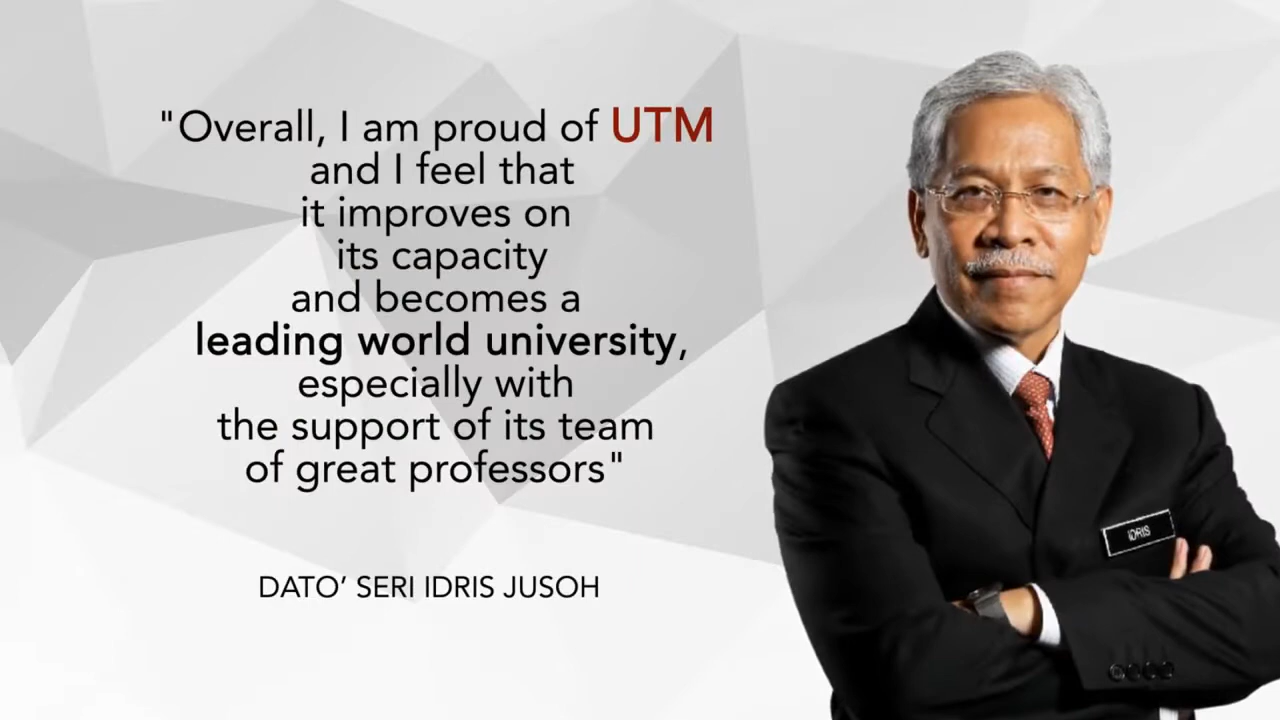 "Overall, I am proud of UTM
and I feel that
it improves on
its capacity
and becomes a
leading world university,
especially with
the support of its team
of great professors"
DATO’ SERI IDRIS JUSOH
IDRIS